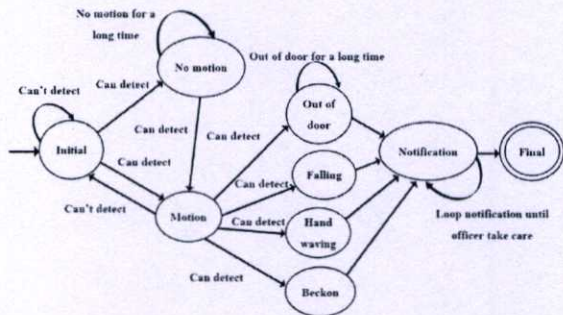 No motion for a
long time
No motion
Out of door for a long time
Can't detect
Can detect
Out of
door
Can detect
Can detect
Initial
Notification
Final
Can detect
Falling
Can detect
Can't detect
Motion
Can detect
Hand
waving
Loop notification until
officer take care
Can detect
Beckon